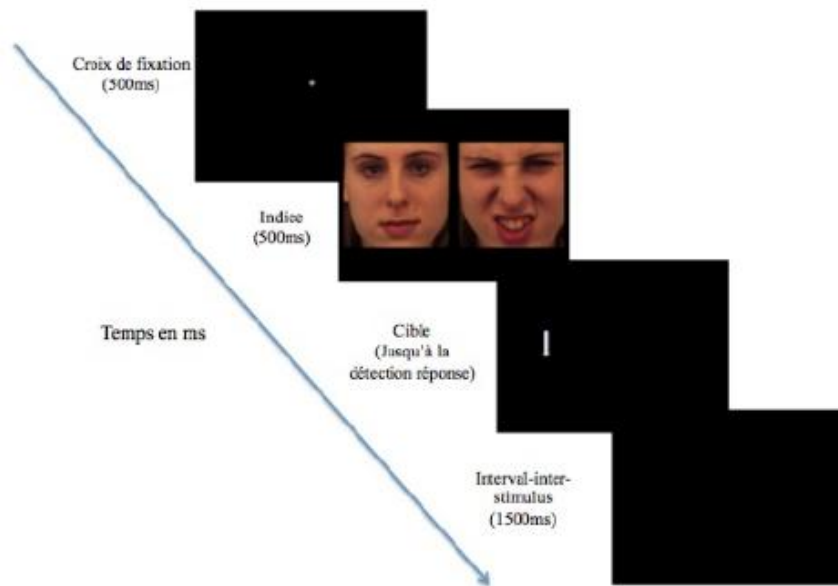 Croix de fixation
(500ms)
Indice
(500ms)
Temps en ms
Cible
(Jusqu'à la
détection réponse)
Interval-inter-
stimulus
(1500ms)